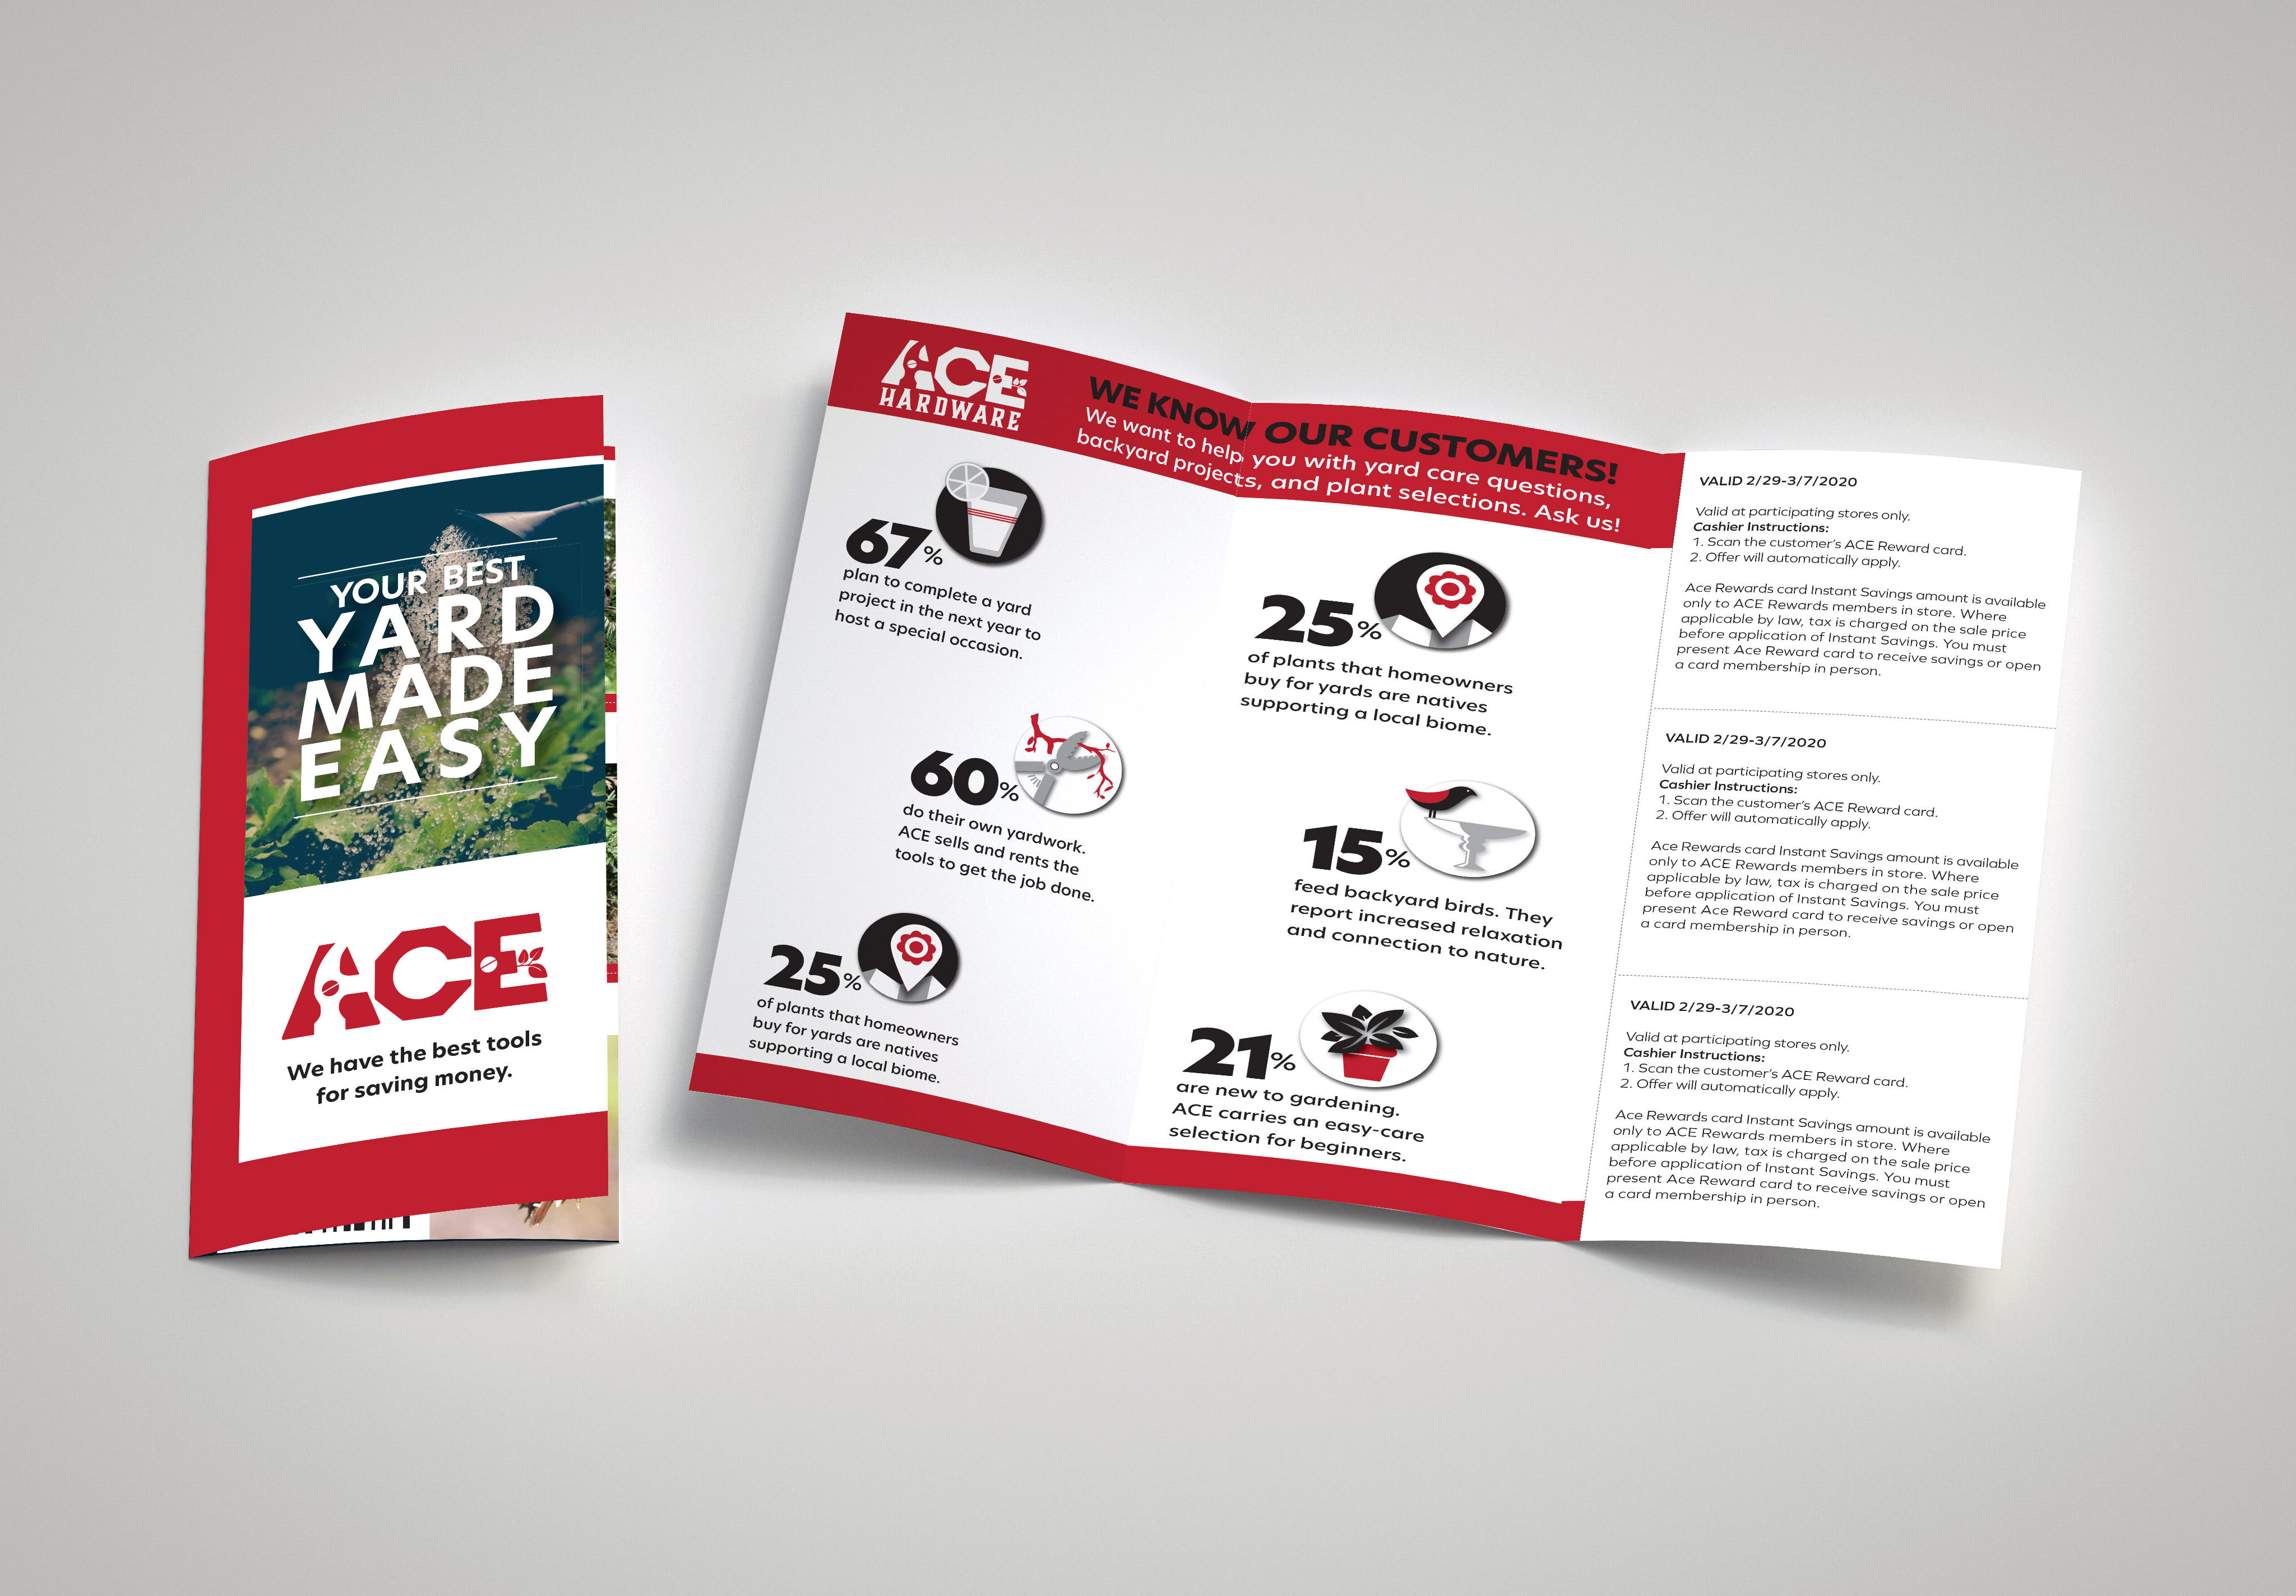 YOUR BEST
YARD
MADE
EASY
ACE
We have the best tools
for saving money.
ACE
HARDWARE
WE KNOW OUR CUSTOMERS!
We want to help you with yard care questions,
backyard projects, and plant selections. Ask us!
67%
plan to complete a yard
project in the next year to
host a special occasion.
60%
do their own yardwork.
ACE sells and rents the
tools to get the job done.
25%
of plants that homeowners
buy for yards are natives
supporting a local biome.
25%
of plants that homeowners
buy for yards are natives
supporting a local biome.
15%
feed backyard birds. They
report increased relaxation
and connection to nature.
21%
are new to gardening.
ACE carries an easy-care
selection for beginners.
VALID 2/29-3/7/2020
Valid at participating stores only.
Cashier Instructions:
1. Scan the customer's ACE Reward card.
2. Offer will automatically apply.
Ace Rewards card Instant Savings amount is available
only to ACE Rewards members in store. Where
applicable by law, tax is charged on the sale price
before application of Instant Savings. You must
present Ace Reward card to receive savings or open
a card membership in person.
VALID 2/29-3/7/2020
Valid at participating stores only.
Cashier Instructions:
1. Scan the customer's ACE Reward card.
2. Offer will automatically apply.
Ace Rewards card Instant Savings amount is available
only to ACE Rewards members in store. Where
applicable by law, tax is charged on the sale price
before application of Instant Savings. You must
present Ace Reward card to receive savings or open
a card membership in person.
VALID 2/29-3/7/2020
Valid at participating stores only.
Cashier Instructions:
1. Scan the customer's ACE Reward card.
2. Offer will automatically apply.
Ace Rewards card Instant Savings amount is available
only to ACE Rewards members in store. Where
applicable by law, tax is charged on the sale price
before application of Instant Savings. You must
present Ace Reward card to receive savings or open
a card membership in person.